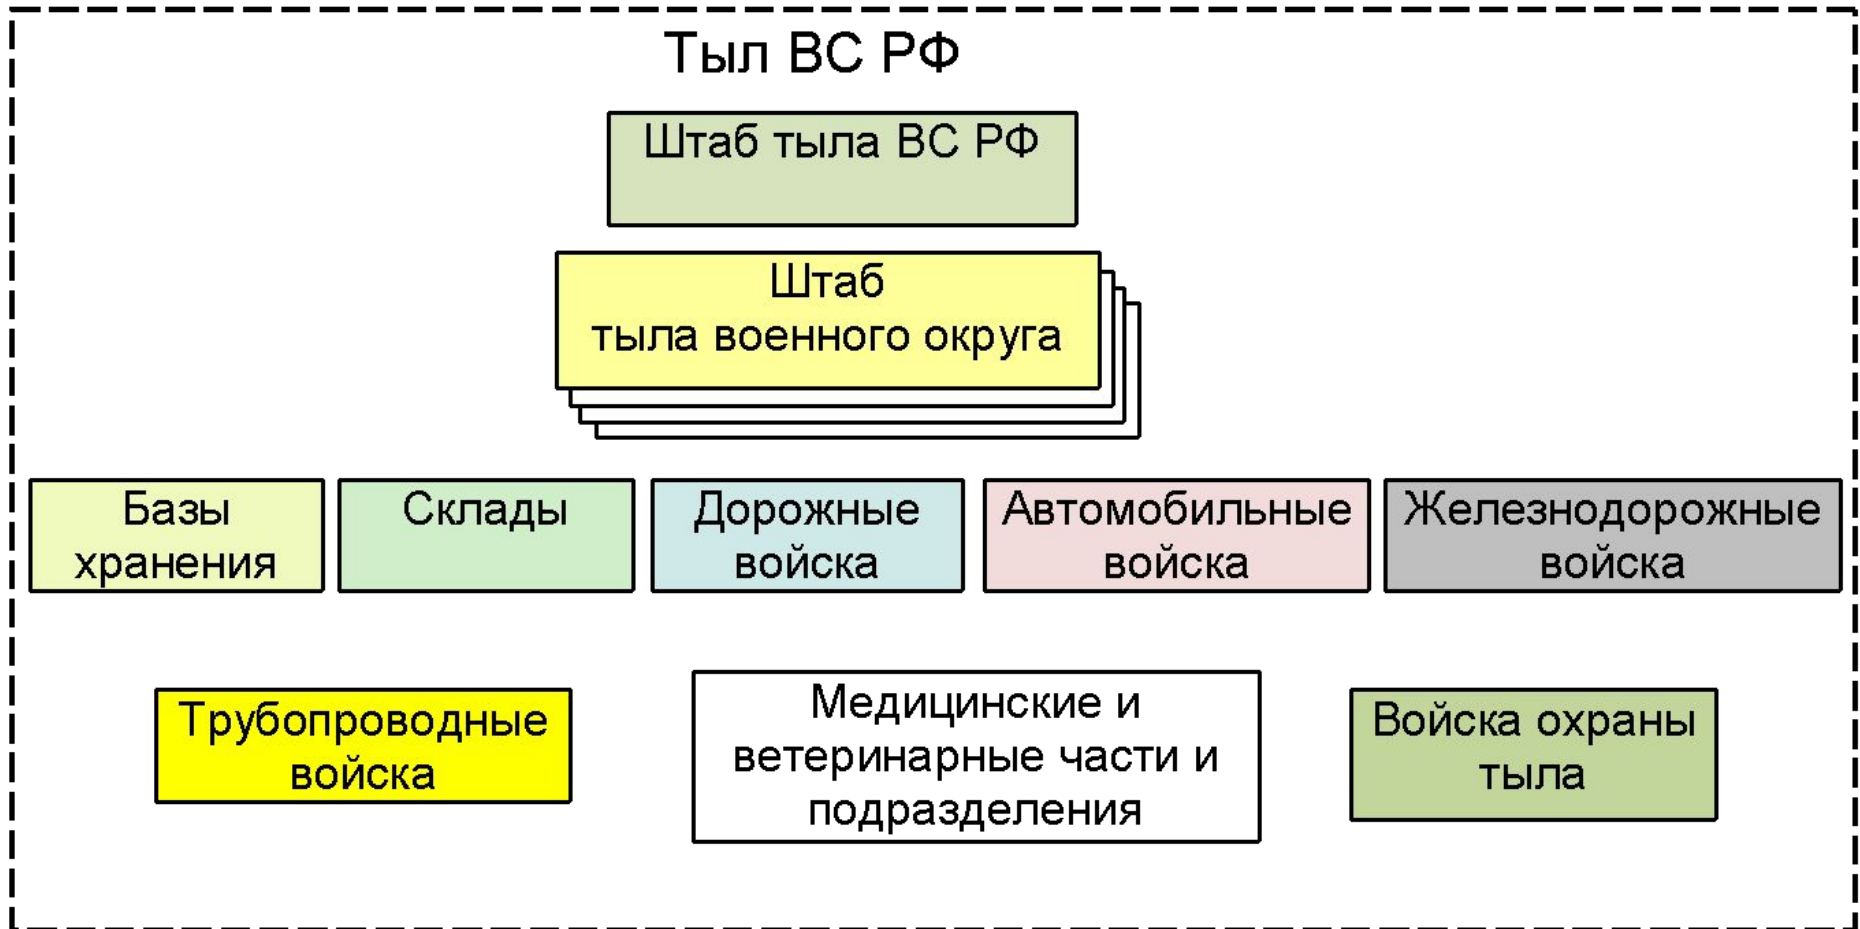 Тыл ВС РФ
Штаб тыла ВС РФ
Штаб
тыла военного округа
Базы
хранения
Склады
Дорожные
войска
Автомобильные
войска
Железнодорожные
войска
Трубопроводные
войска
Медицинские и
ветеринарные части и
подразделения
Войска охраны
тыла